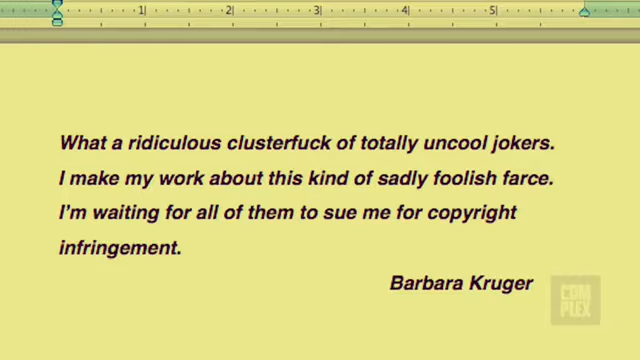 1 2 3 4 5
What a ridiculous clusterfuck of totally uncool jokers.
I make my work about this kind of sadly foolish farce.
I'm waiting for all of them to sue me for copyright
infringement.
Barbara Kruger
COM
PLEX